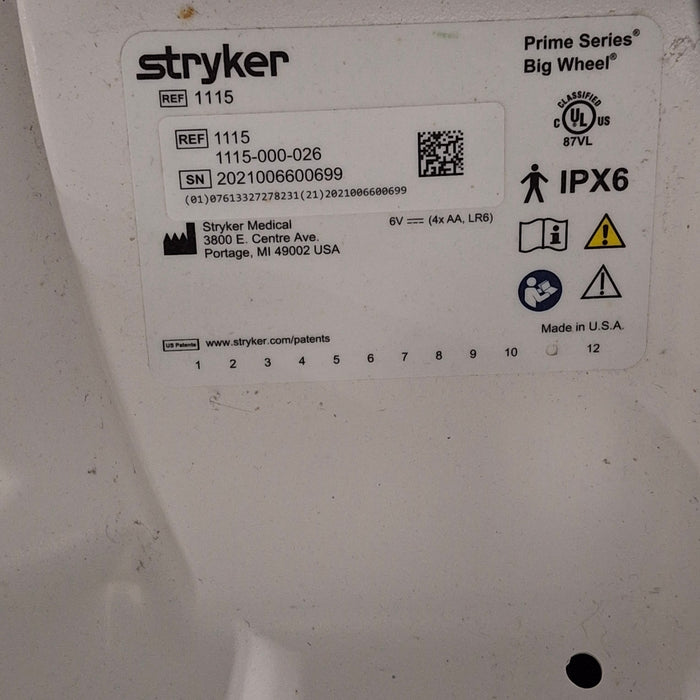 stryker
REF 1115
Prime Series®
Big Wheel®
CLASSIFIED
C UL US
87VL
REF 1115
1115-000-026
SN 2021006600699
(01)07613327278231(21)2021006600699
IPX6
Stryker Medical
3800 E. Centre Ave.
Portage, MI 49002 USA
6V (4x AA, LR6)
Made in U.S.A.
US Patents www.stryker.com/patents
1 2 3 4 5 6 7 8 9 10 12